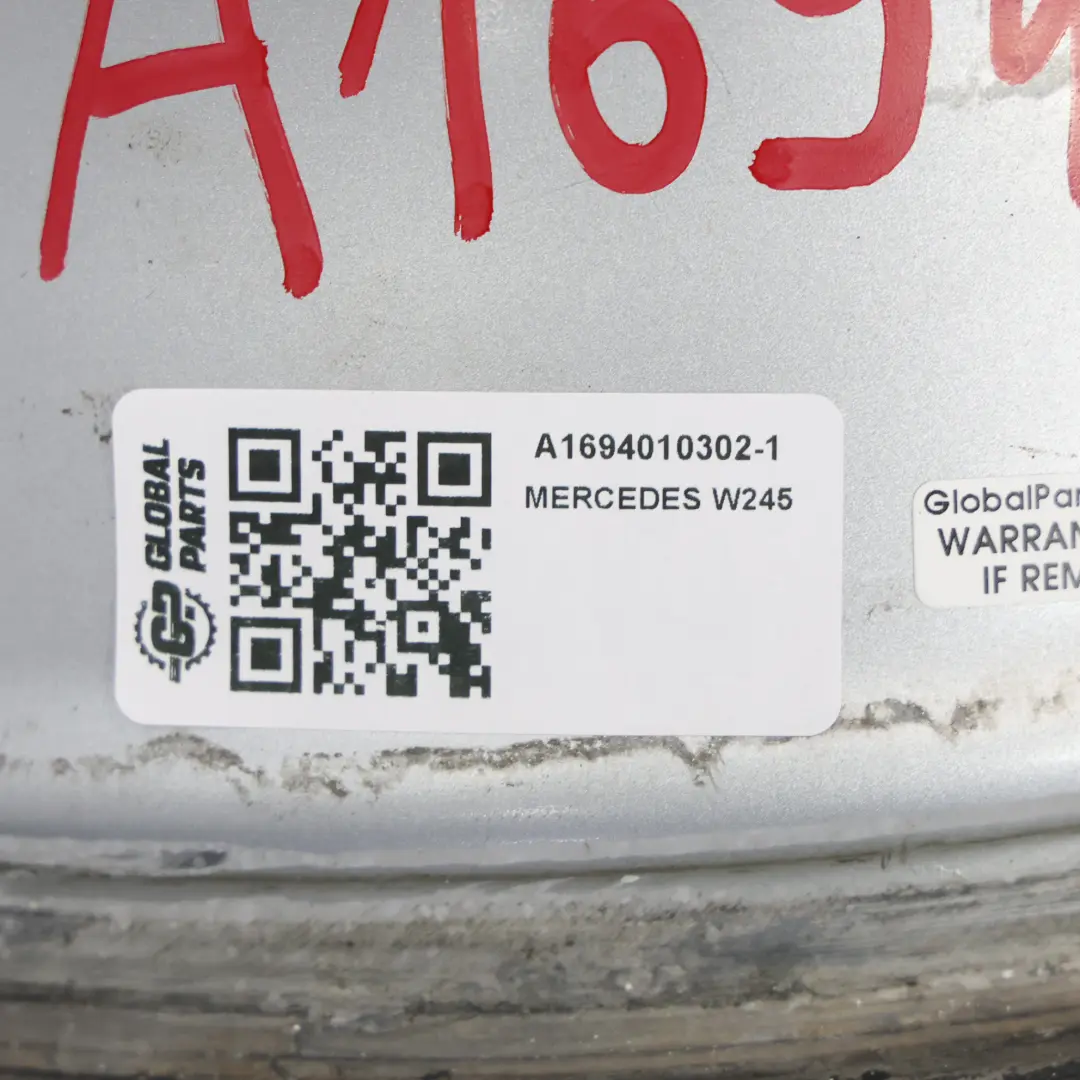 A169
GLOBAL
PARTS
A1694010302-1
MERCEDES W245
GlobalPar
WARRAN
IF REM